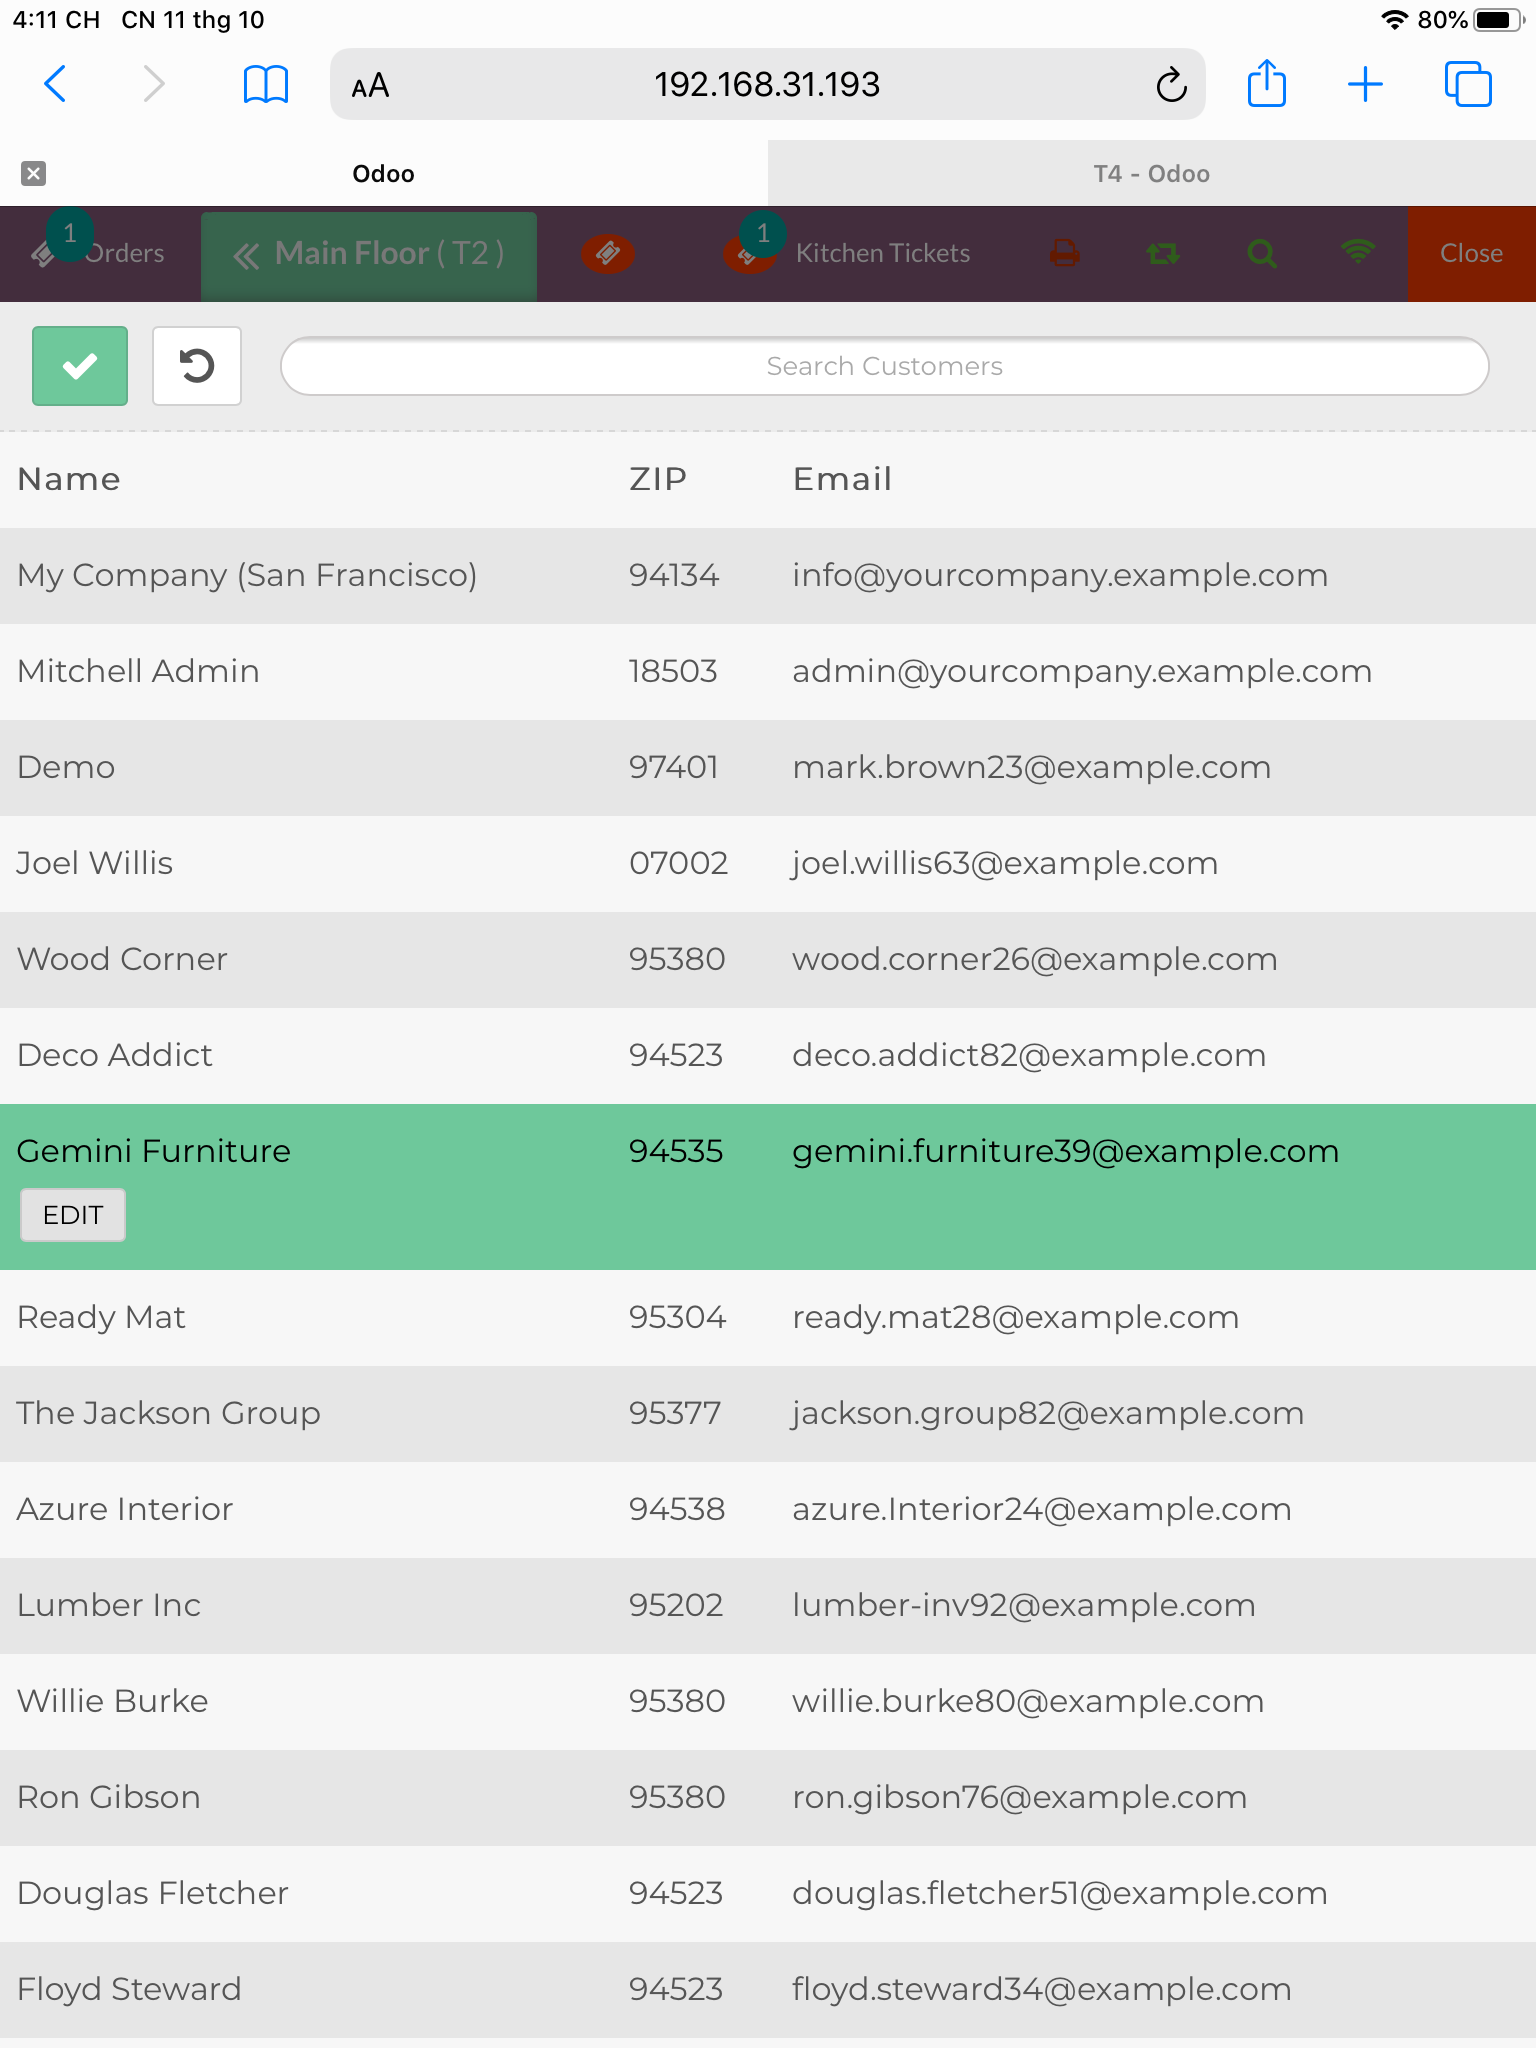 4:11 CH CN 11 thg 10 80%
AA 192.168.31.193
Odoo T4 - Odoo
1 Orders Main Floor ( T2 ) 1 Kitchen Tickets Close
Search Customers
Name ZIP Email
My Company (San Francisco) 94134 info@yourcompany.example.com
Mitchell Admin 18503 admin@yourcompany.example.com
Demo 97401 mark.brown23@example.com
Joel Willis 07002 joel.willis63@example.com
Wood Corner 95380 wood.corner26@example.com
Deco Addict 94523 deco.addict82@example.com
Gemini Furniture 94535 gemini.furniture39@example.com
EDIT
Ready Mat 95304 ready.mat28@example.com
The Jackson Group 95377 jackson.group82@example.com
Azure Interior 94538 azure.Interior24@example.com
Lumber Inc 95202 lumber-inv92@example.com
Willie Burke 95380 willie.burke80@example.com
Ron Gibson 95380 ron.gibson76@example.com
Douglas Fletcher 94523 douglas.fletcher51@example.com
Floyd Steward 94523 floyd.steward34@example.com